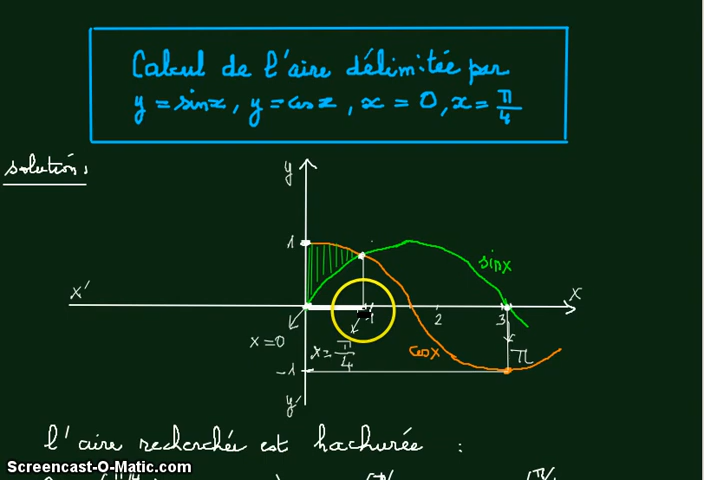 Calcul de l'aire délimitée par
y = sinx, y = cosx, x = 0, x = π/4
solution:
y
1
sinx
x'
x
1
2
3
x=0
x = π/4
cosx
π
-1
y'
l'aire recherchée est hachurée :
Screencast-O-Matic.com